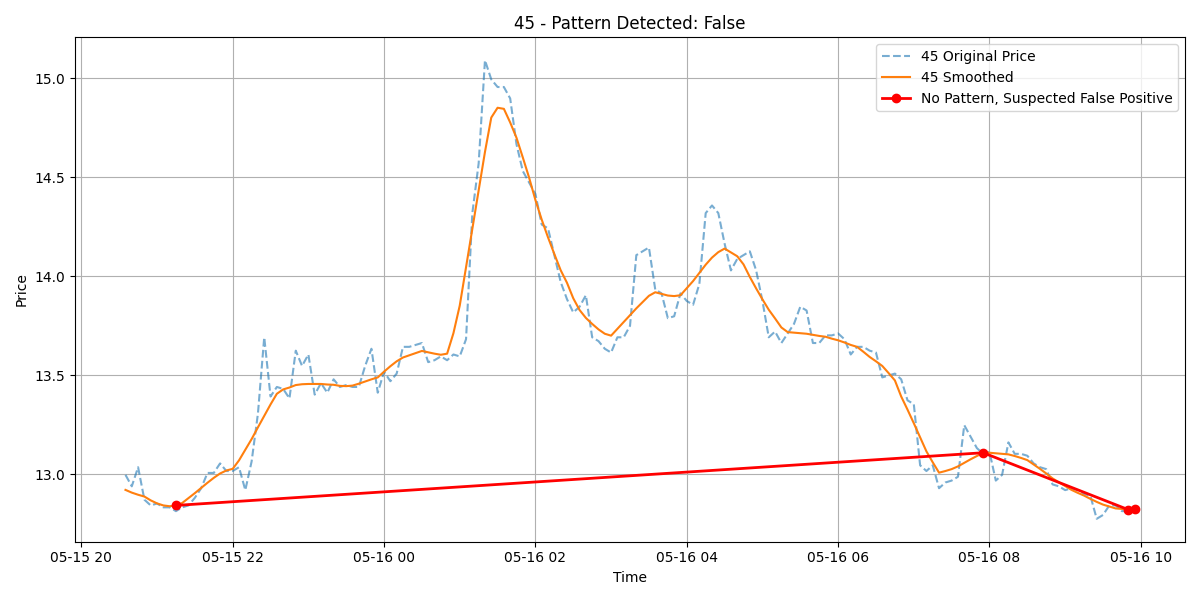 45 - Pattern Detected: False
45 Original Price
45 Smoothed
No Pattern, Suspected False Positive
Price
15.0
14.5
14.0
13.5
13.0
05-15 20 05-15 22 05-16 00 05-16 02 05-16 04 05-16 06 05-16 08 05-16 10
Time